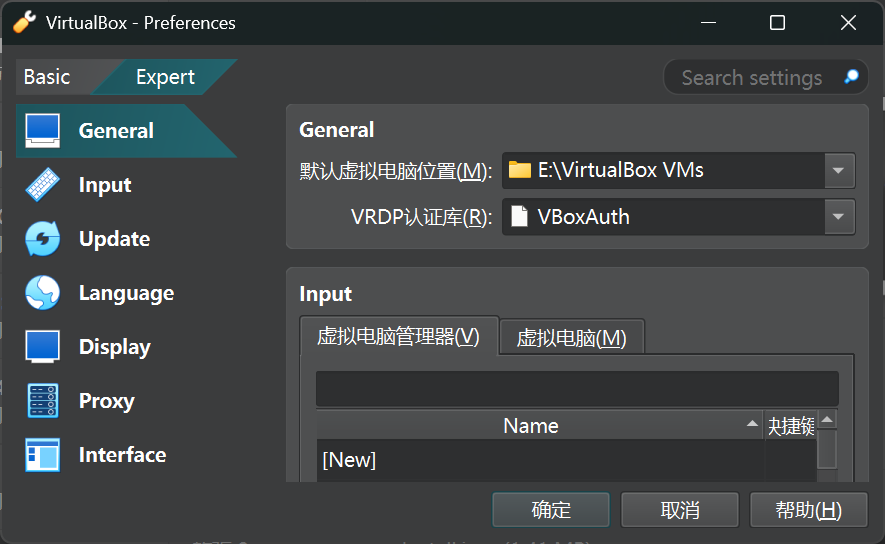 VirtualBox - Preferences
Basic
Expert
Search settings
General
Input
Update
Language
Display
Proxy
Interface
General
默认虚拟电脑位置(M):
E:\VirtualBox VMs
VRDP认证库(R):
VBoxAuth
Input
虚拟电脑管理器(V)
虚拟电脑(M)
Name
快捷键
[New]
确定
取消
帮助(H)